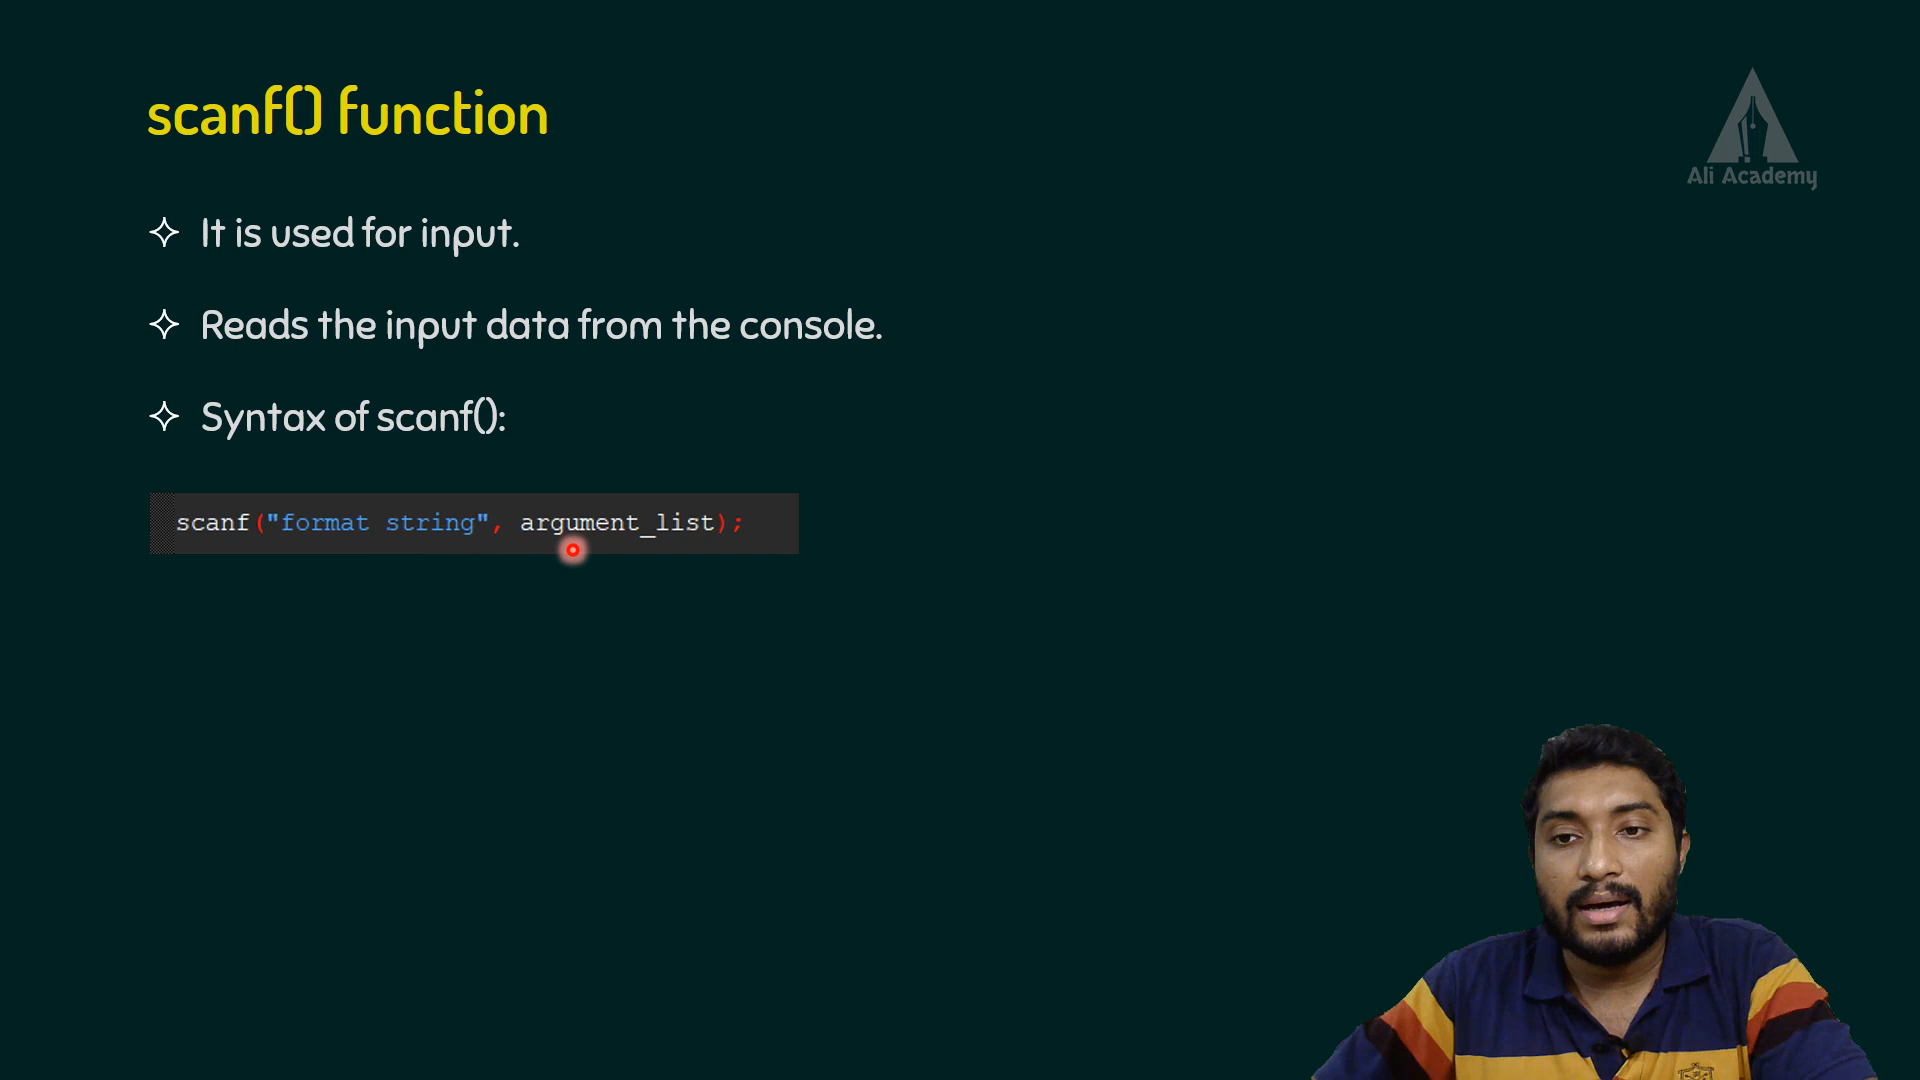 scanf() function
Ali Academy
It is used for input.
Reads the input data from the console.
Syntax of scanf():
scanf("format string", argument_list);